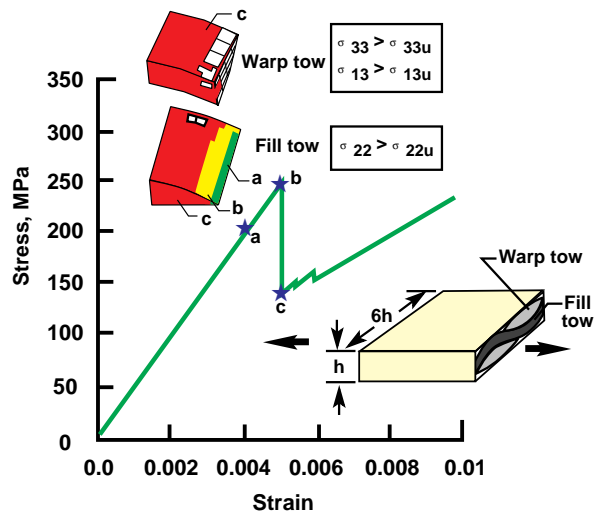 c
Warp tow
σ 33 > σ 33u
σ 13 > σ 13u
Fill tow
σ 22 > σ 22u
a
b
c
Stress, MPa
350
300
250
200
150
100
50
0
b
a
c
Warp tow
Fill
tow
6h
h
0.0 0.002 0.004 0.006 0.008 0.01
Strain